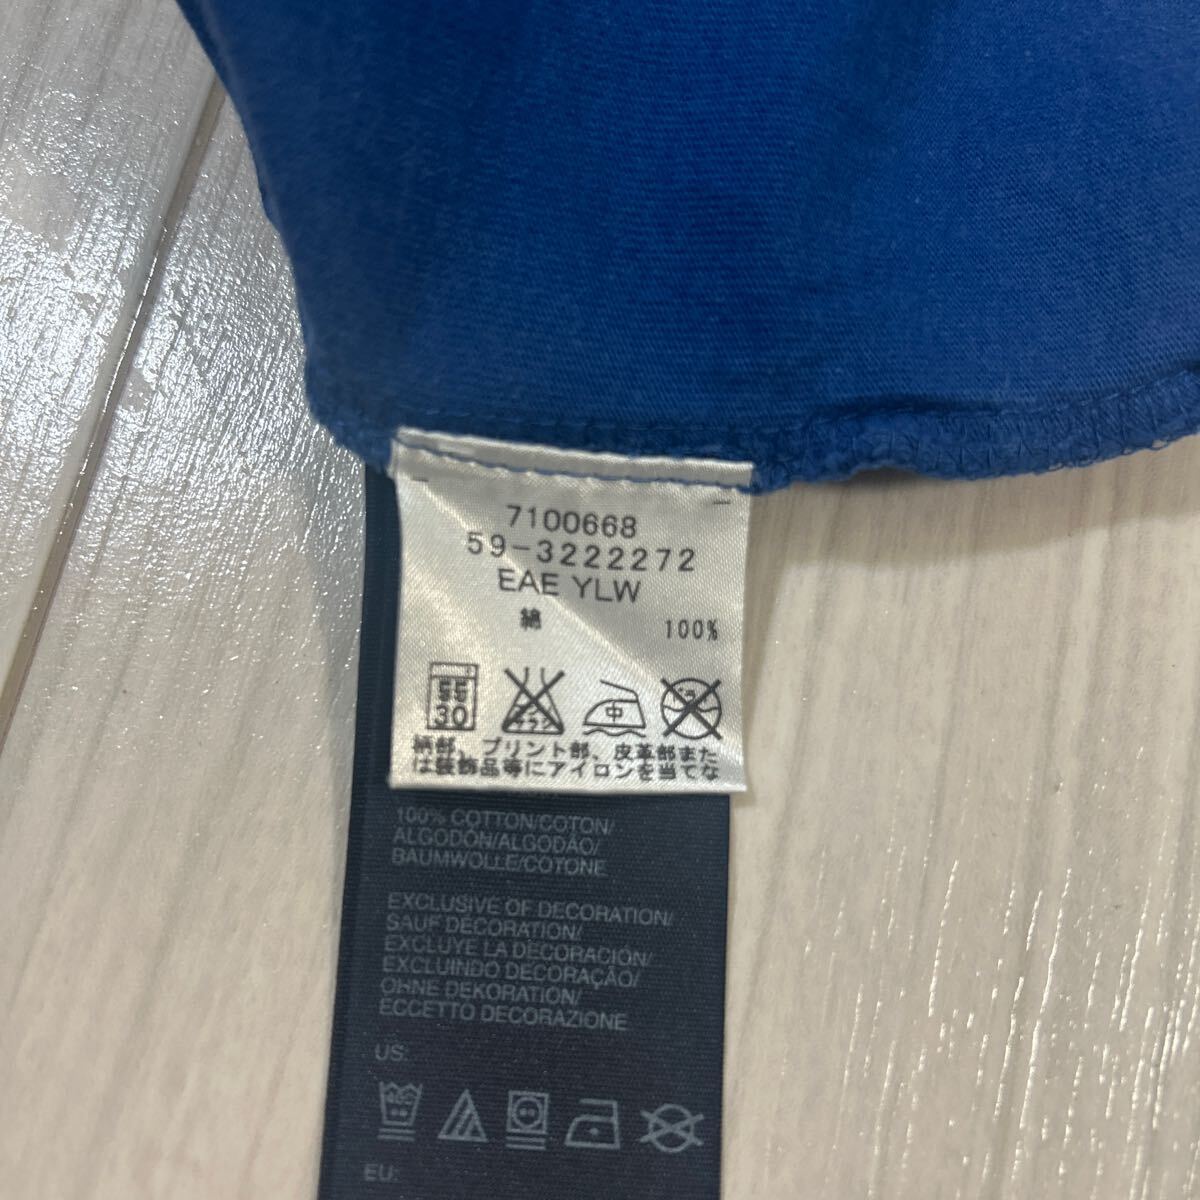 7100668
59-3222272
EAE YLW
綿 100%
30
中
柄部、プリント部、皮革部また
は装飾品等にアイロンを当てな
100% COTTON/COTON/
ALGODÓN/ALGODÃO/
BAUMWOLLE/COTONE
EXCLUSIVE OF DECORATION/
SAUF DÉCORATION/
EXCLUYE LA DECORACIÓN/
EXCLUINDO DECORAÇÃO/
OHNE DEKORATION/
ECCETTO DECORAZIONE
US:
EU: